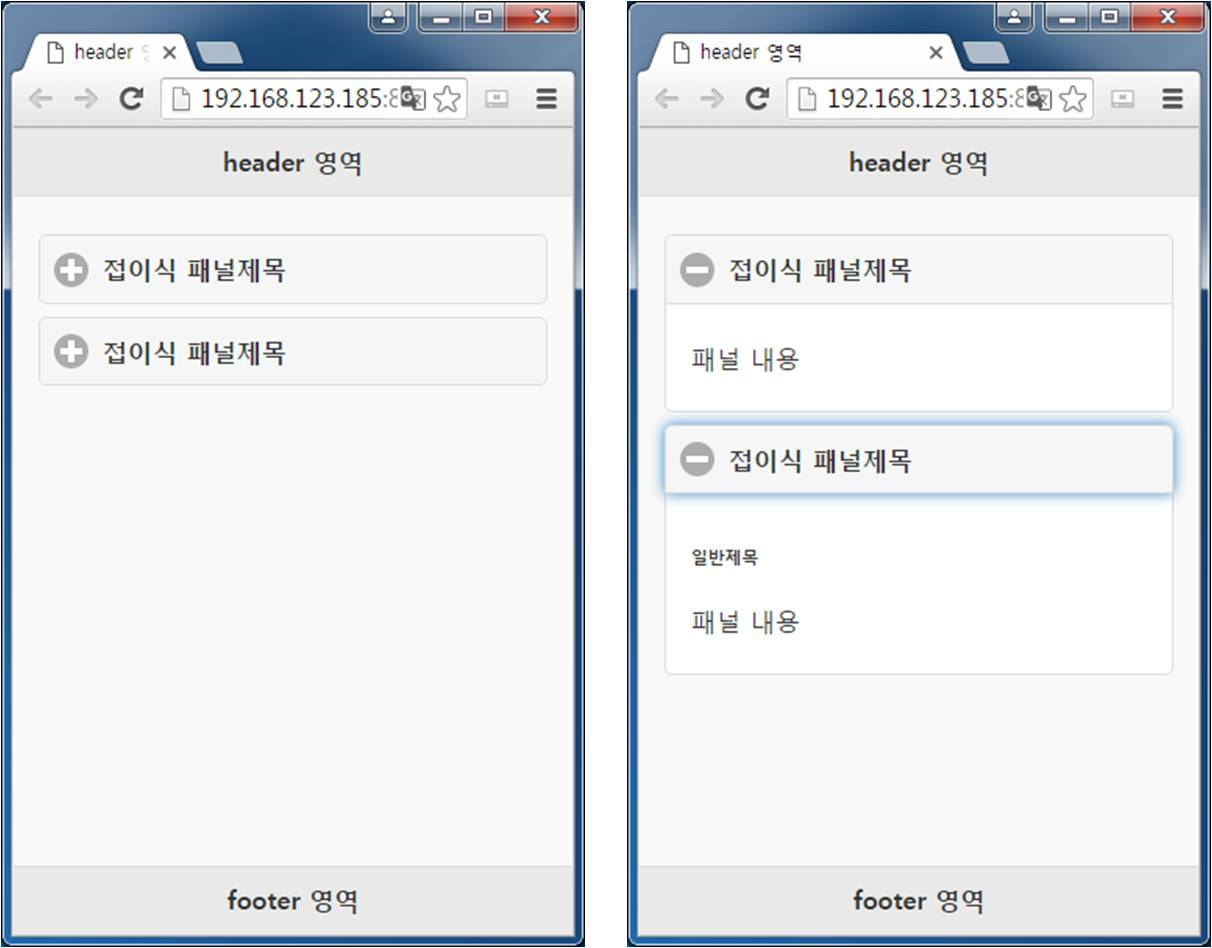 header 영
192.168.123.185:8
header 영역
접이식 패널제목
접이식 패널제목
footer 영역
header 영역
192.168.123.185:8
header 영역
접이식 패널제목
패널 내용
접이식 패널제목
일반제목
패널 내용
footer 영역